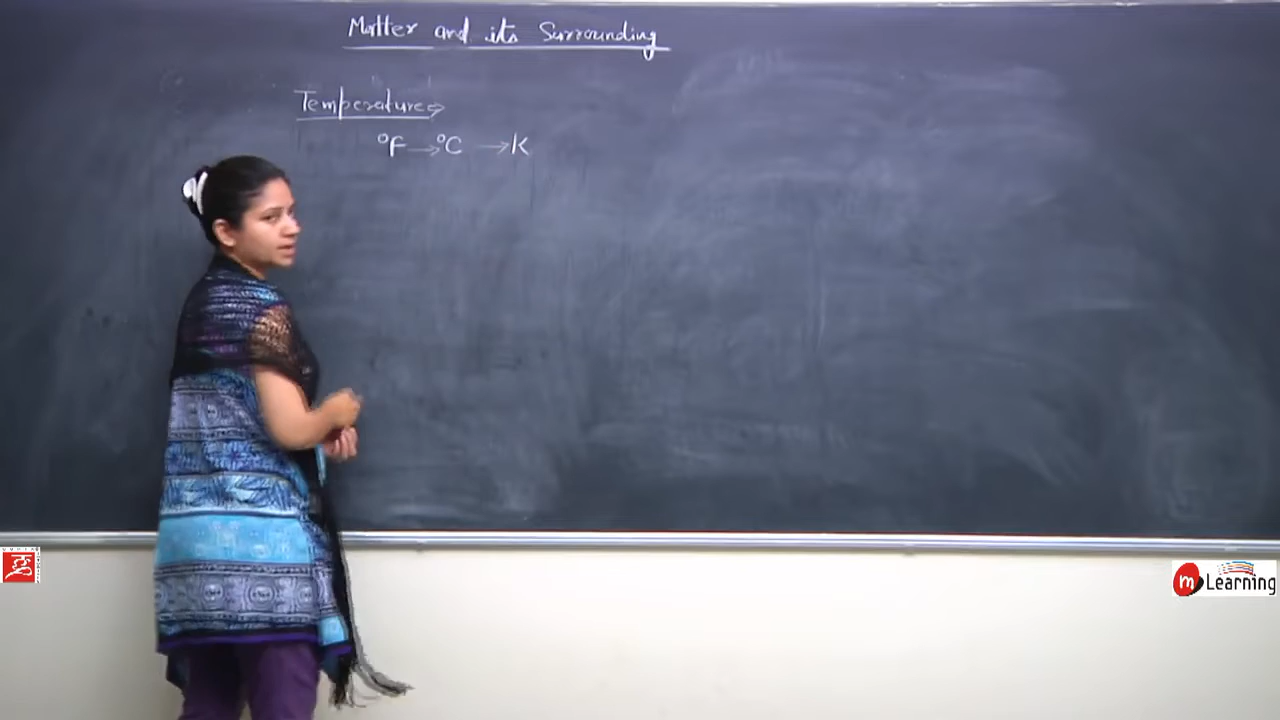 Matter and its Surrounding
Temperature→
°F → °C → K
m Learning